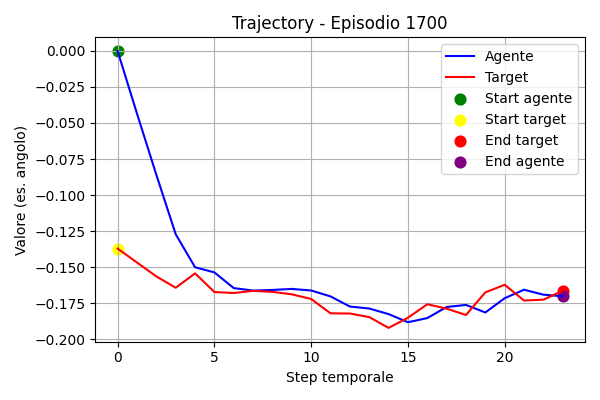 Trajectory - Episodio 1700
Agente
Target
Start agente
Start target
End target
End agente
Valore (es. angolo)
0.000
−0.025
−0.050
−0.075
−0.100
−0.125
−0.150
−0.175
−0.200
0 5 10 15 20
Step temporale